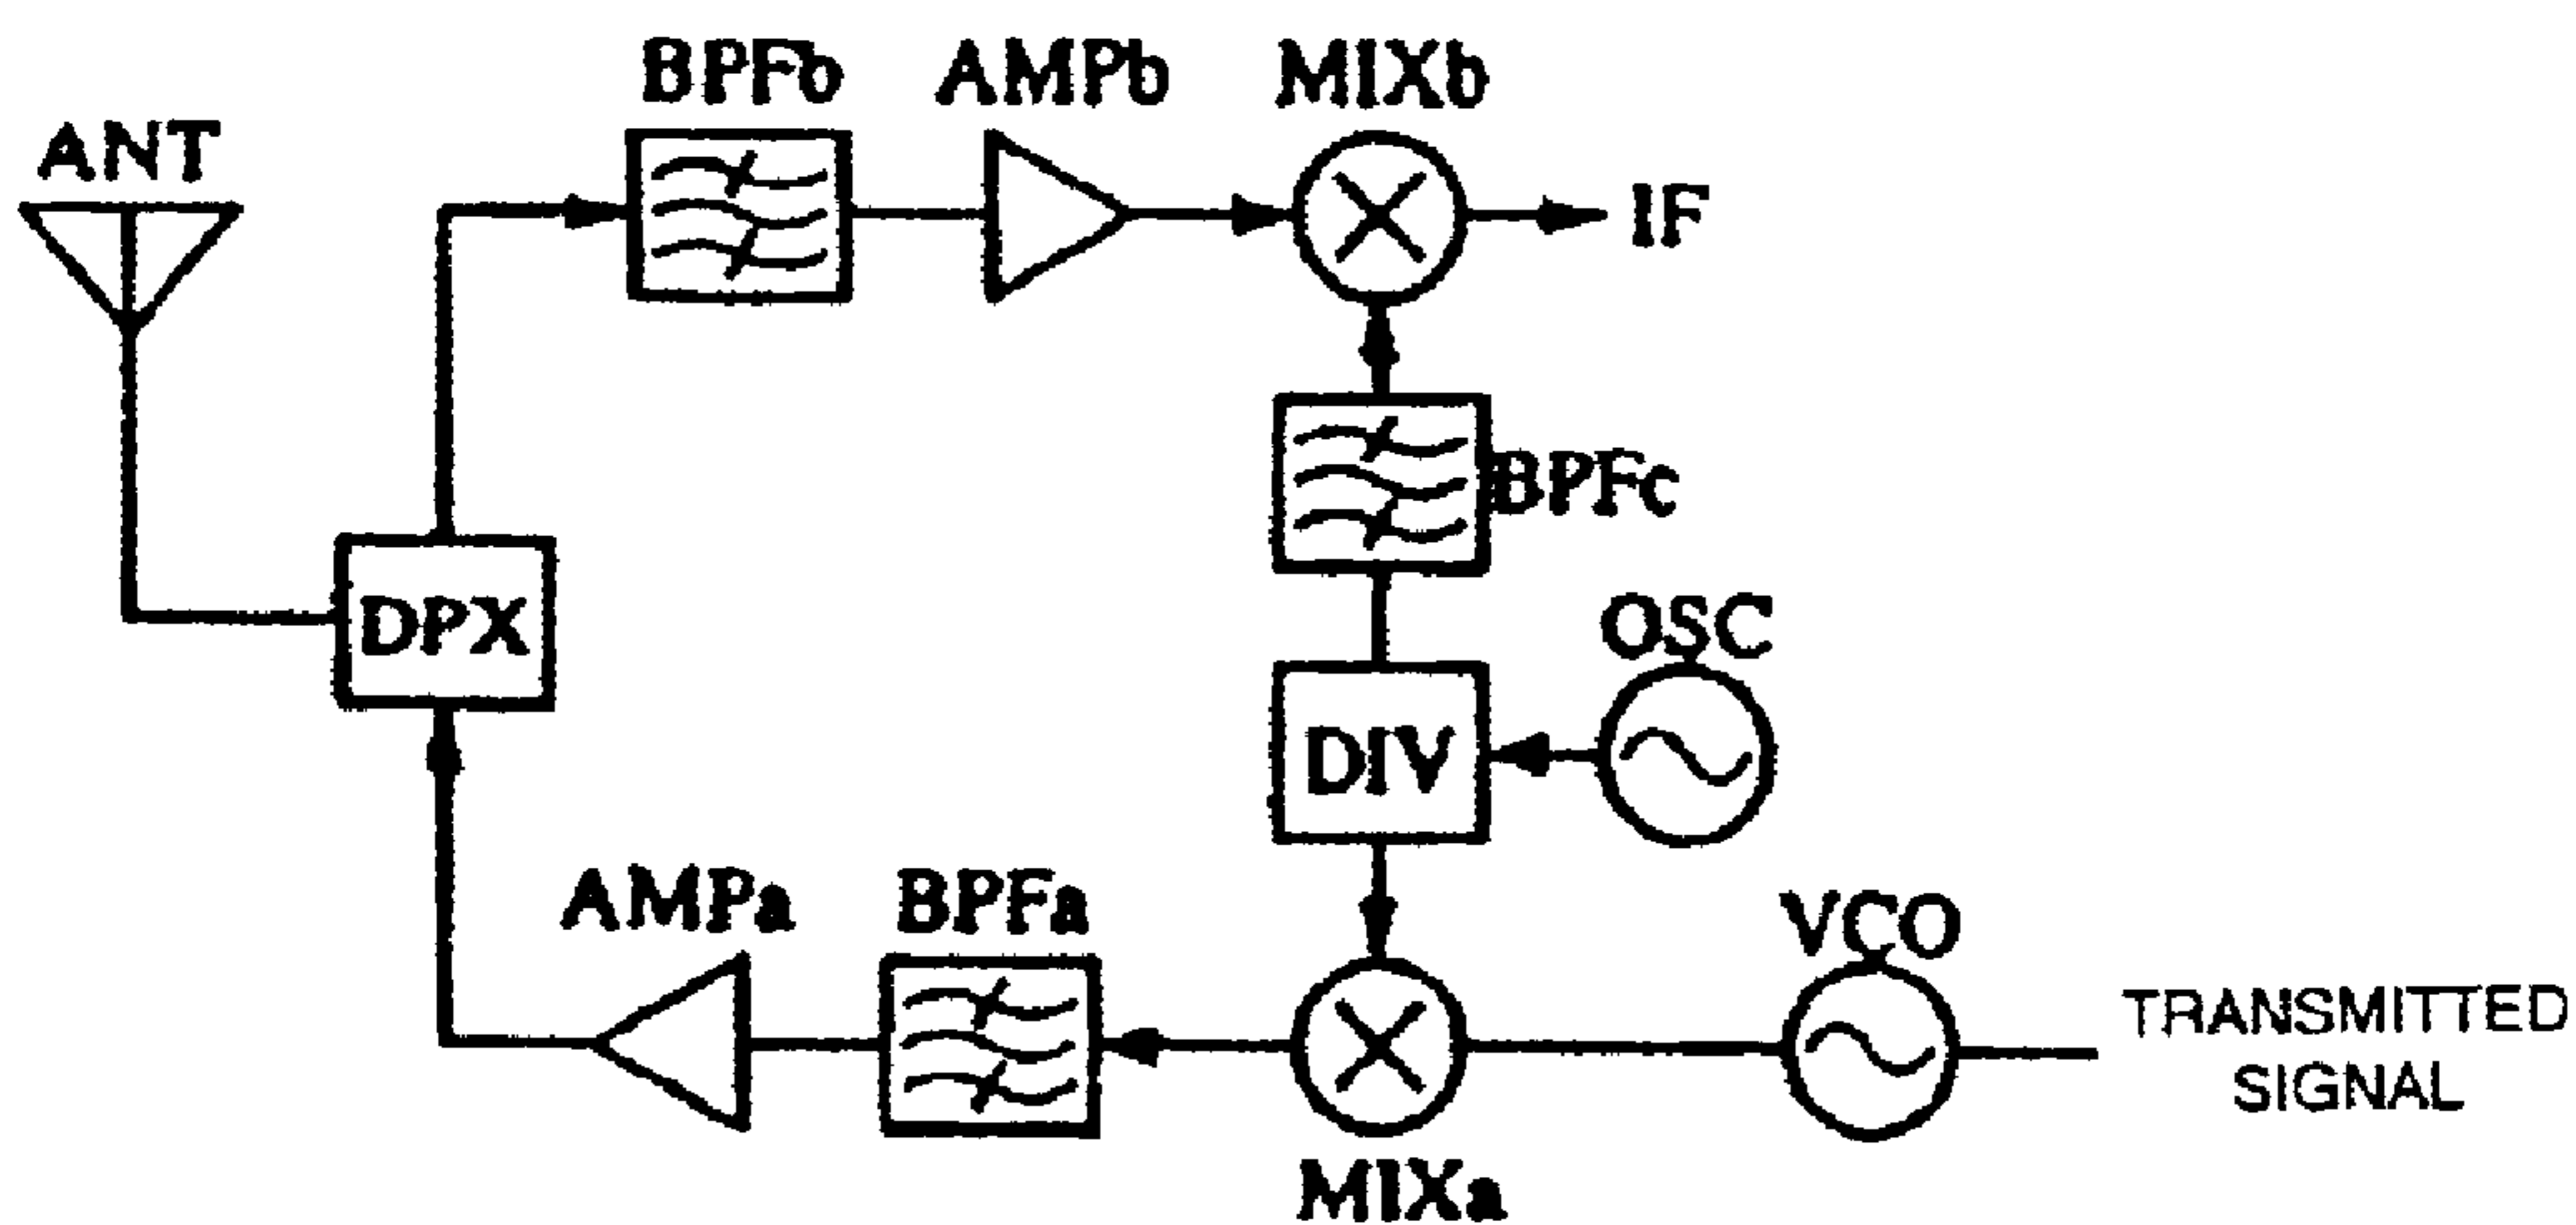 BPFb AMPb MIXb
ANT
IF
BPFc
DPX
OSC
DIV
AMPa BPFa
VCO
TRANSMITTED
SIGNAL
MIXa